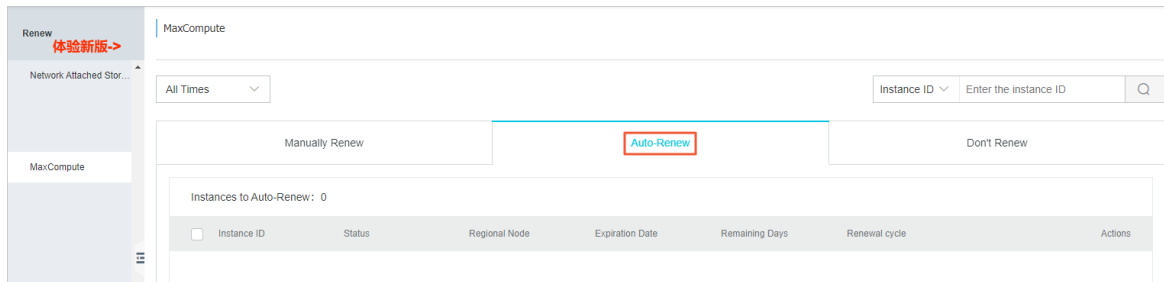 Renew
体验新版->
Network Attached Stor...
MaxCompute
MaxCompute
All Times
Instance ID
Enter the instance ID
Manually Renew
Auto-Renew
Don't Renew
Instances to Auto-Renew: 0
Instance ID Status Regional Node Expiration Date Remaining Days Renewal cycle Actions